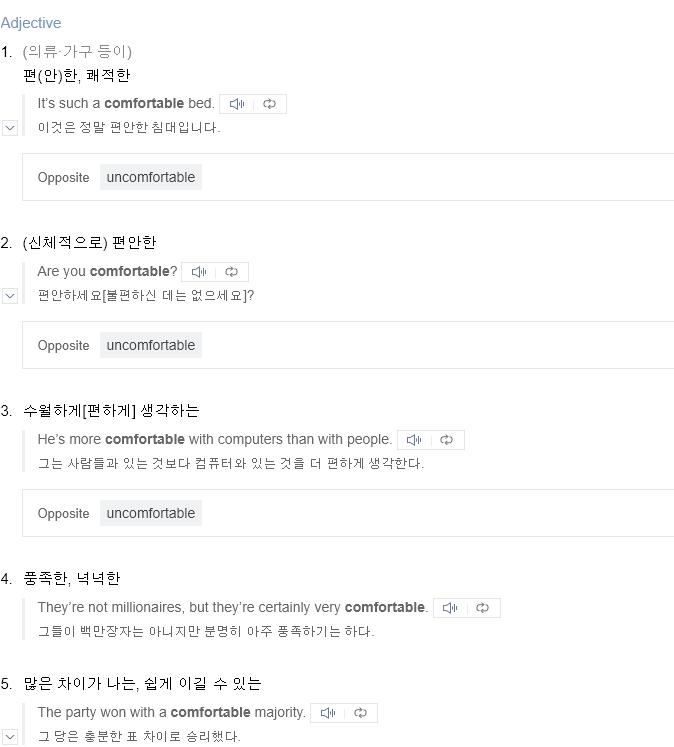 Adjective
1. (의류·가구 등이)
편(안)한, 쾌적한
It's such a comfortable bed.
이것은 정말 편안한 침대입니다.
Opposite uncomfortable
2. (신체적으로) 편안한
Are you comfortable?
편안하세요[불편하신 데는 없으세요]?
Opposite uncomfortable
3. 수월하게[편하게] 생각하는
He's more comfortable with computers than with people.
그는 사람들과 있는 것보다 컴퓨터와 있는 것을 더 편하게 생각한다.
Opposite uncomfortable
4. 풍족한, 넉넉한
They're not millionaires, but they're certainly very comfortable.
그들이 백만장자는 아니지만 분명히 아주 풍족하기는 하다.
5. 많은 차이가 나는, 쉽게 이길 수 있는
The party won with a comfortable majority.
그 당은 충분한 표 차이로 승리했다.